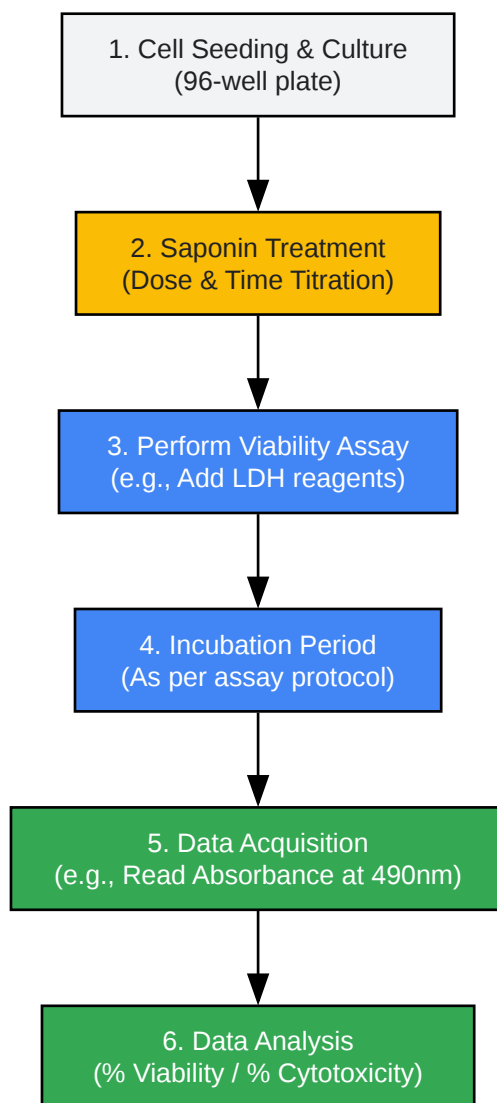 1. Cell Seeding & Culture
(96-well plate)
2. Saponin Treatment
(Dose & Time Titration)
3. Perform Viability Assay
(e.g., Add LDH reagents)
4. Incubation Period
(As per assay protocol)
5. Data Acquisition
(e.g., Read Absorbance at 490nm)
6. Data Analysis
(% Viability / % Cytotoxicity)